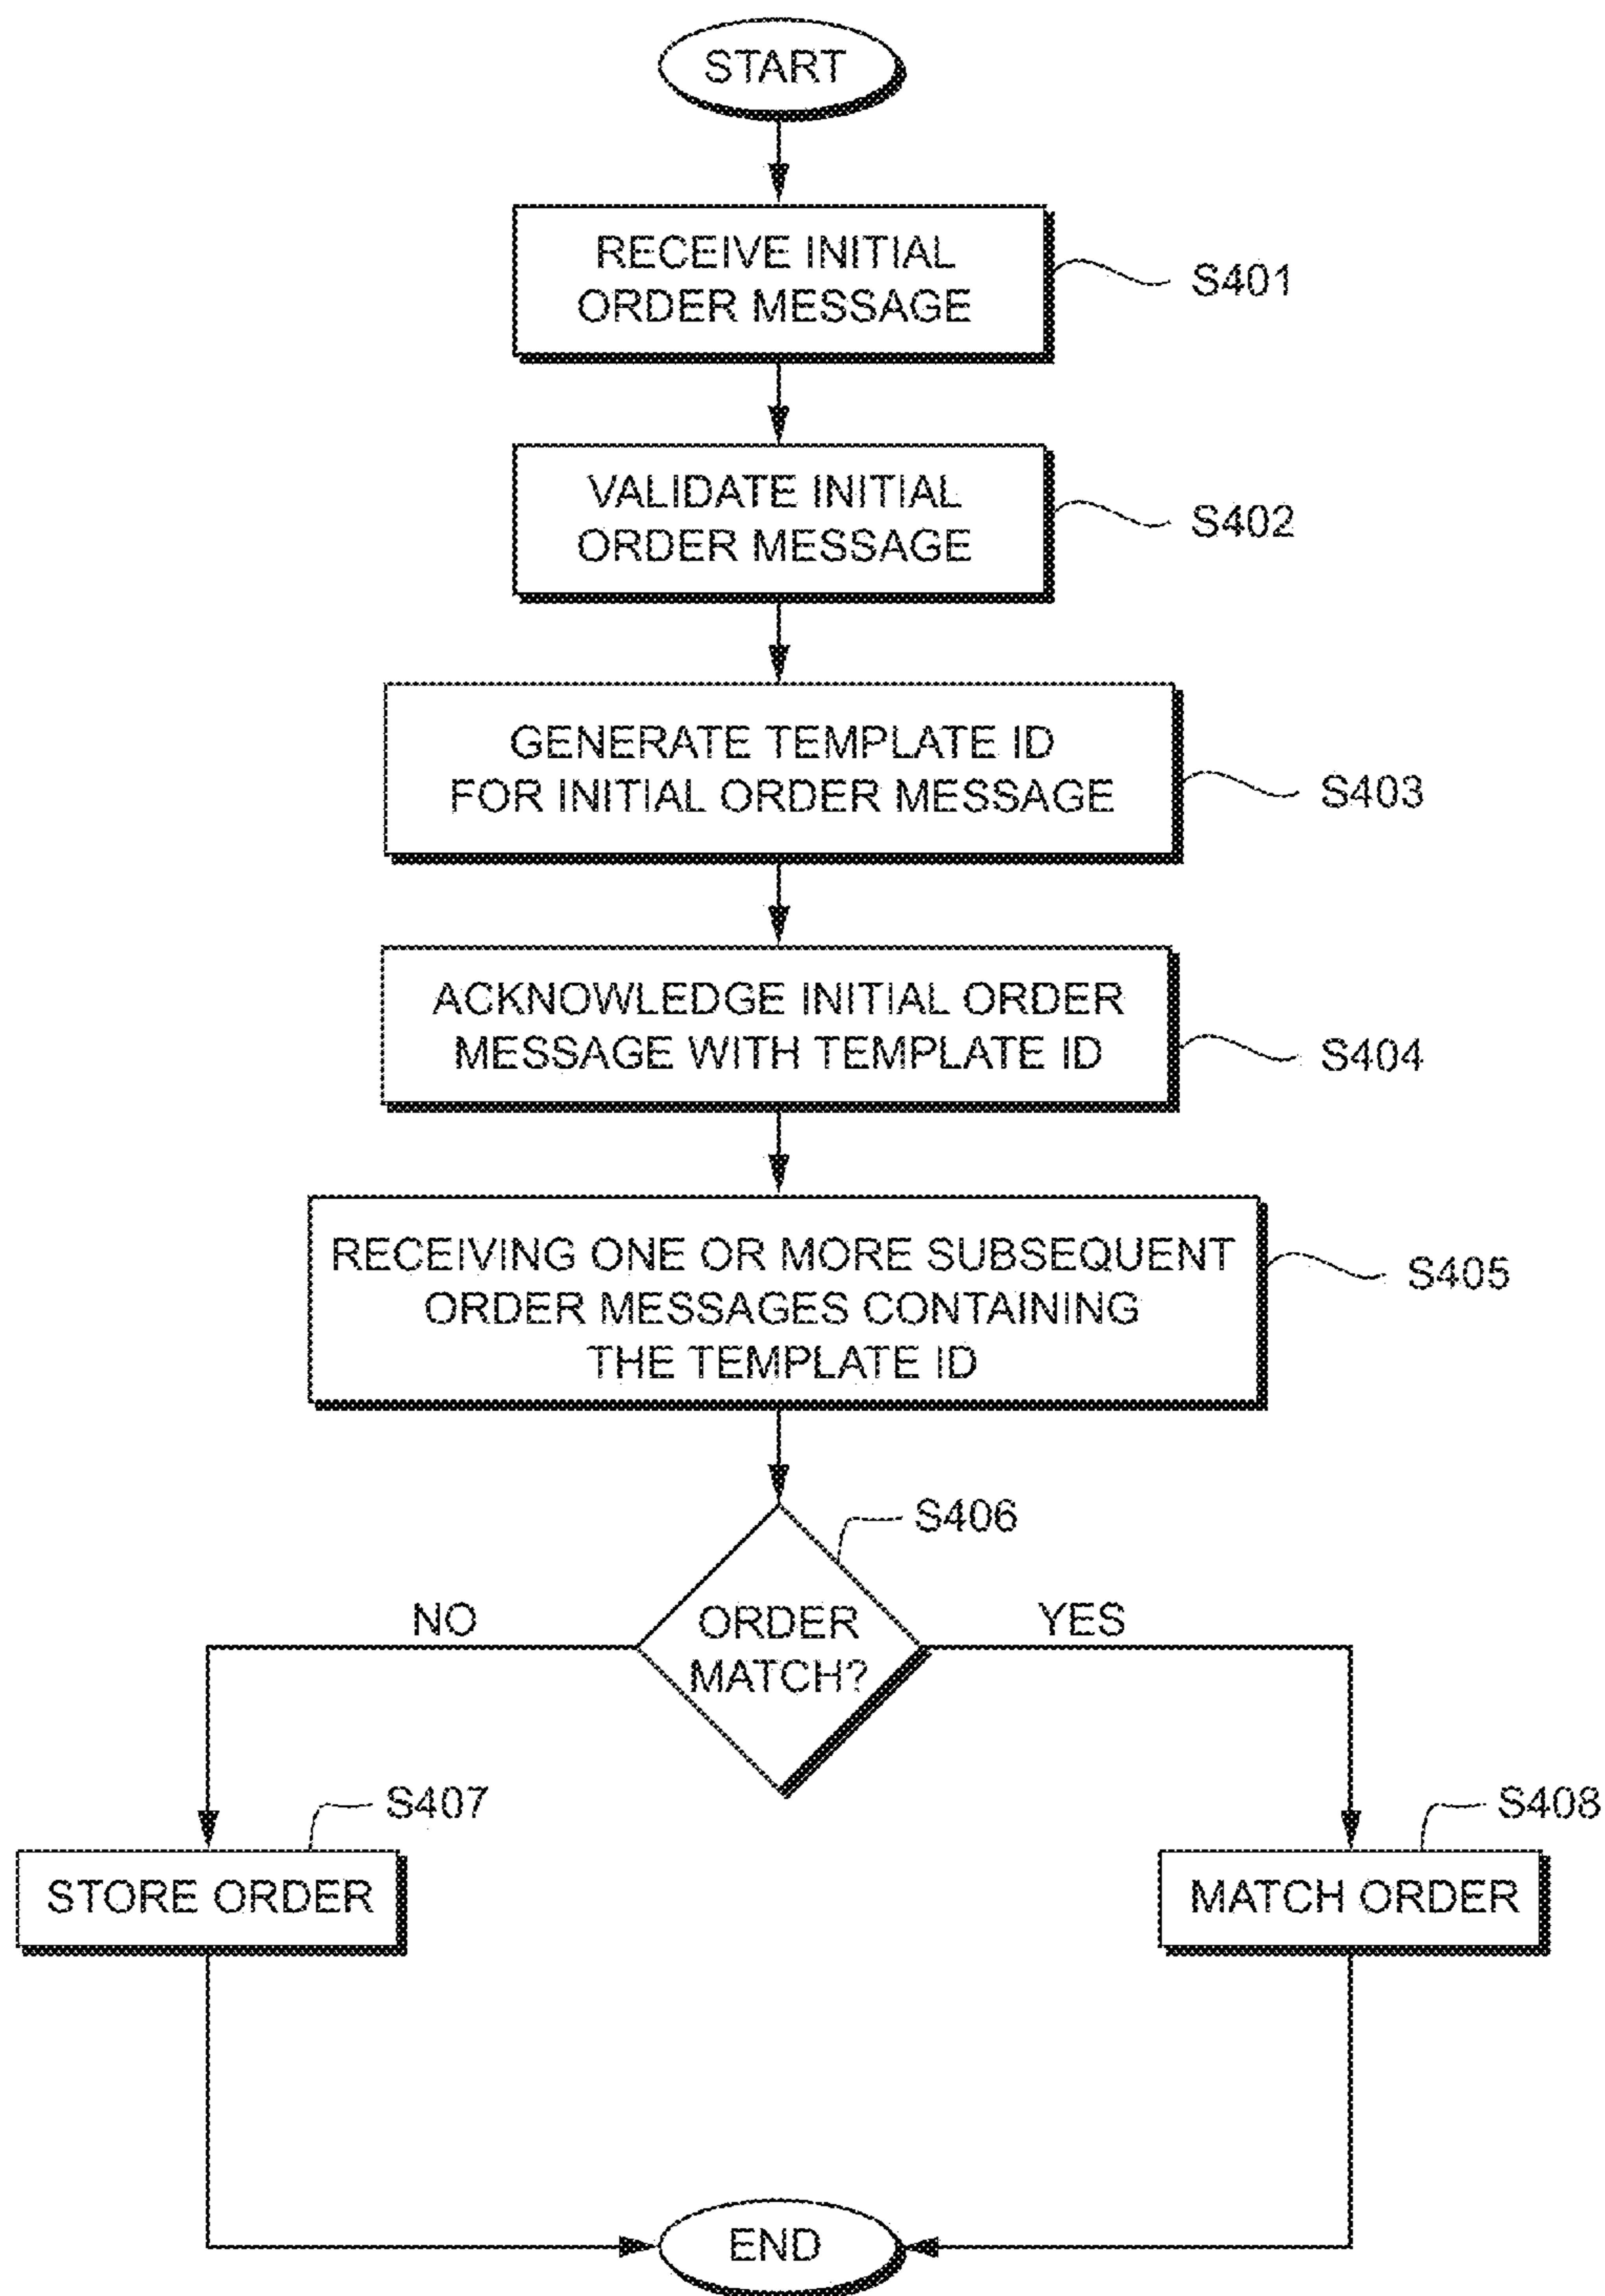 START
RECEIVE INITIAL
ORDER MESSAGE
S401
VALIDATE INITIAL
ORDER MESSAGE
S402
GENERATE TEMPLATE ID
FOR INITIAL ORDER MESSAGE
S403
ACKNOWLEDGE INITIAL ORDER
MESSAGE WITH TEMPLATE ID
S404
RECEIVING ONE OR MORE SUBSEQUENT
ORDER MESSAGES CONTAINING
THE TEMPLATE ID
S405
S406
NO
ORDER
MATCH?
YES
S407
STORE ORDER
S408
MATCH ORDER
END